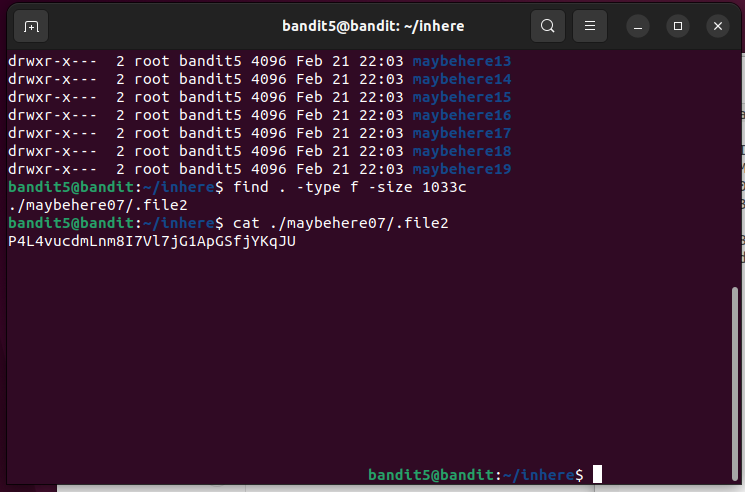 bandit5@bandit: ~/inhere
drwxr-x--- 2 root bandit5 4096 Feb 21 22:03 maybehere13
drwxr-x--- 2 root bandit5 4096 Feb 21 22:03 maybehere14
drwxr-x--- 2 root bandit5 4096 Feb 21 22:03 maybehere15
drwxr-x--- 2 root bandit5 4096 Feb 21 22:03 maybehere16
drwxr-x--- 2 root bandit5 4096 Feb 21 22:03 maybehere17
drwxr-x--- 2 root bandit5 4096 Feb 21 22:03 maybehere18
drwxr-x--- 2 root bandit5 4096 Feb 21 22:03 maybehere19
bandit5@bandit:~/inhere$ find . -type f -size 1033c
./maybehere07/.file2
bandit5@bandit:~/inhere$ cat ./maybehere07/.file2
P4L4vucdmLnm8I7Vl7jG1ApGSfjYKqJU
bandit5@bandit:~/inhere$